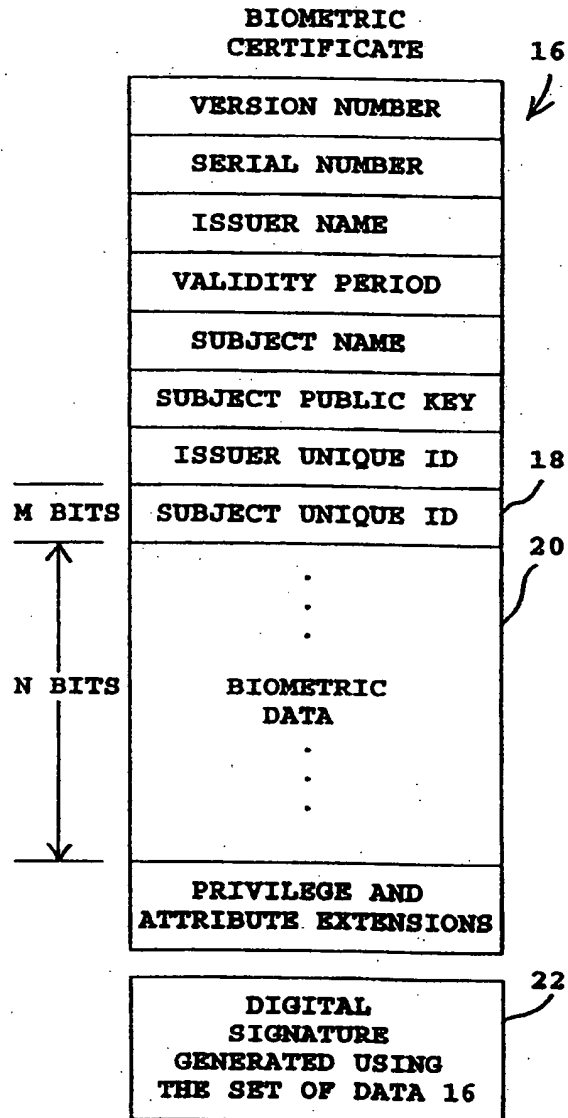 BIOMETRIC
CERTIFICATE
16
VERSION NUMBER
SERIAL NUMBER
ISSUER NAME
VALIDITY PERIOD
SUBJECT NAME
SUBJECT PUBLIC KEY
ISSUER UNIQUE ID
18
M BITS
SUBJECT UNIQUE ID
20
N BITS
BIOMETRIC
DATA
PRIVILEGE AND
ATTRIBUTE EXTENSIONS
22
DIGITAL
SIGNATURE
GENERATED USING
THE SET OF DATA 16